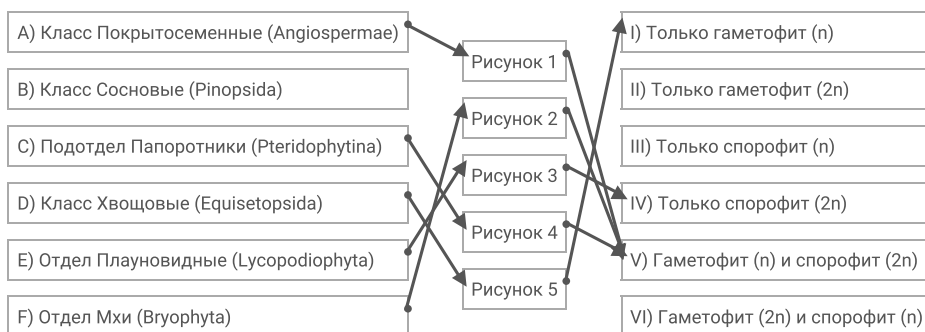 A) Класс Покрытосеменные (Angiospermae)
B) Класс Сосновые (Pinopsida)
C) Подотдел Папоротники (Pteridophytina)
D) Класс Хвощовые (Equisetopsida)
E) Отдел Плауновидные (Lycopodiophyta)
F) Отдел Мхи (Bryophyta)
Рисунок 1
Рисунок 2
Рисунок 3
Рисунок 4
Рисунок 5
I) Только гаметофит (n)
II) Только гаметофит (2n)
III) Только спорофит (n)
IV) Только спорофит (2n)
V) Гаметофит (n) и спорофит (2n)
VI) Гаметофит (2n) и спорофит (n)